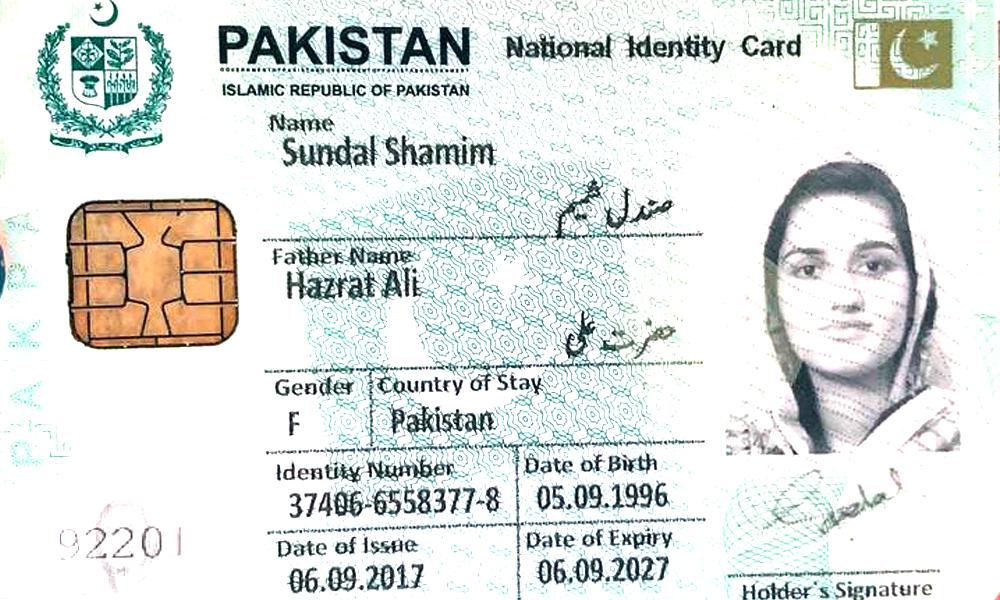 PAKISTAN National Identity Card
ISLAMIC REPUBLIC OF PAKISTAN
Name
Sundal Shamim
صندل شمیم
Father Name
Hazrat Ali
حضرت علی
Gender Country of Stay
F Pakistan
Identity Number Date of Birth
37406-6558377-8 05.09.1996
Date of Issue Date of Expiry
06.09.2017 06.09.2027
92201
Holder's Signature